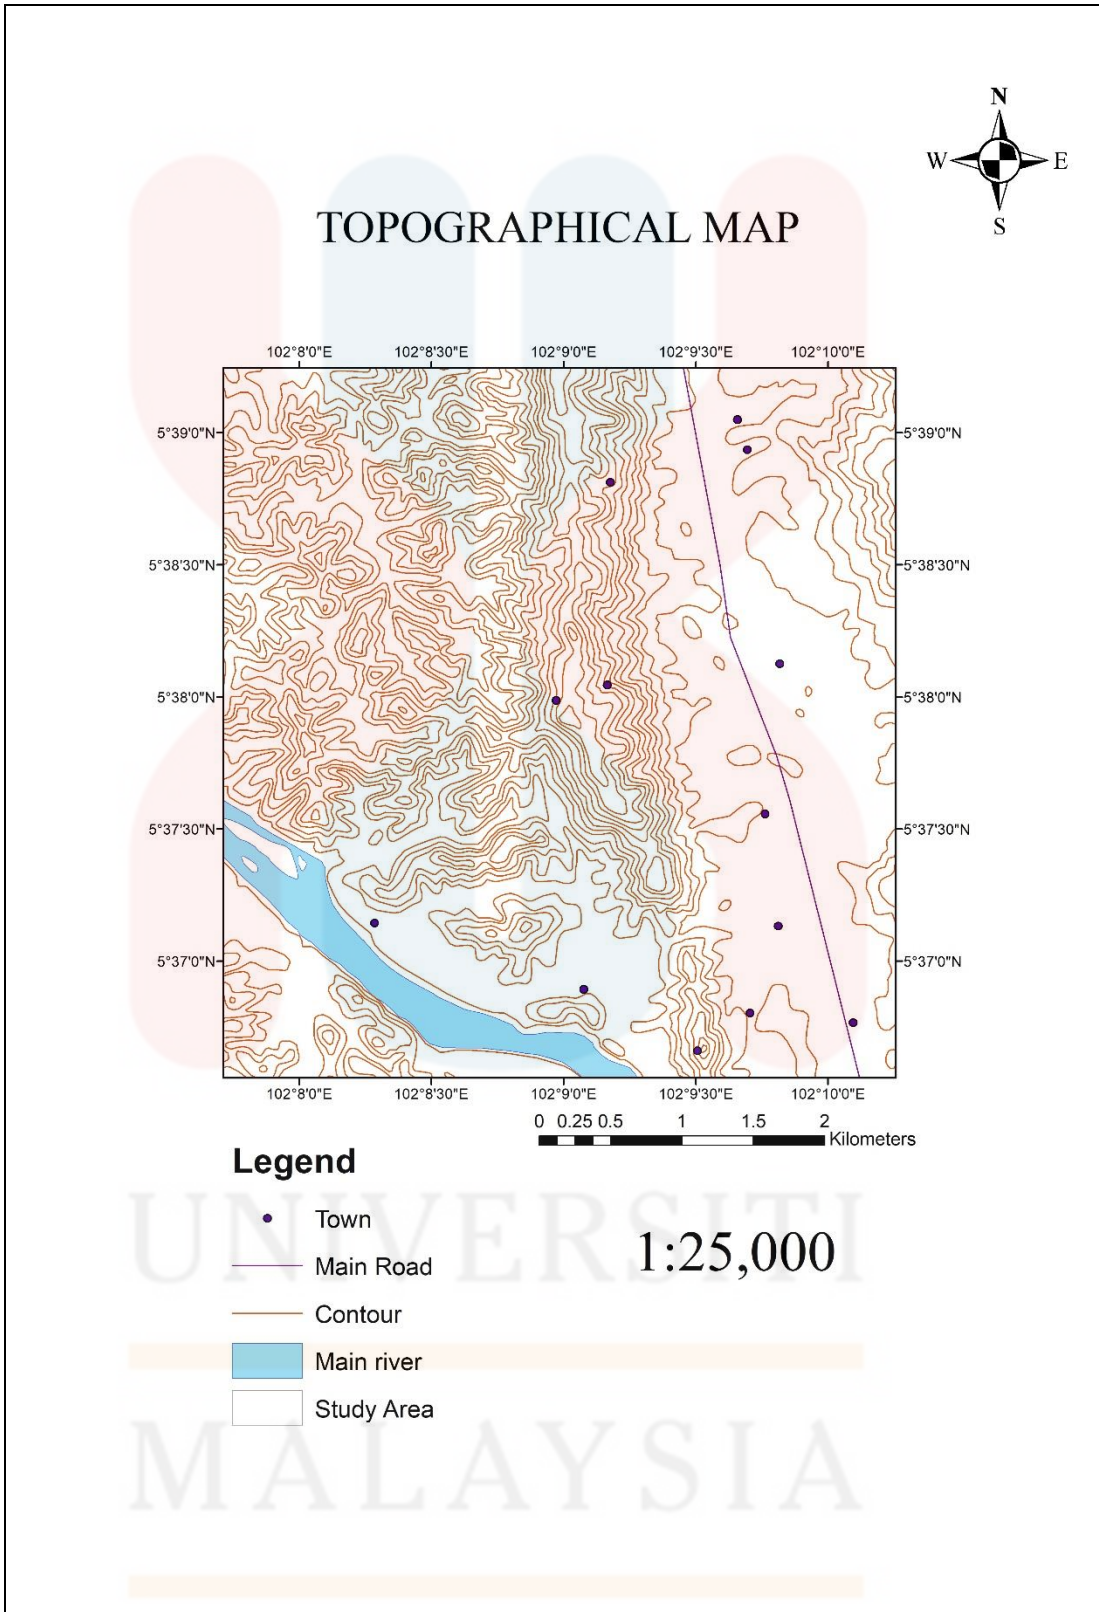 N
W E
S
TOPOGRAPHICAL MAP
102°8'0"E 102°8'30"E 102°9'0"E 102°9'30"E 102°10'0"E
5°39'0"N 5°39'0"N
5°38'30"N 5°38'30"N
5°38'0"N 5°38'0"N
5°37'30"N 5°37'30"N
5°37'0"N 5°37'0"N
102°8'0"E 102°8'30"E 102°9'0"E 102°9'30"E 102°10'0"E
0 0.25 0.5 1 1.5 2
Kilometers
Legend
Town
Main Road
Contour
Main river
Study Area
1:25,000
UNIVERSITI
MALAYSIA